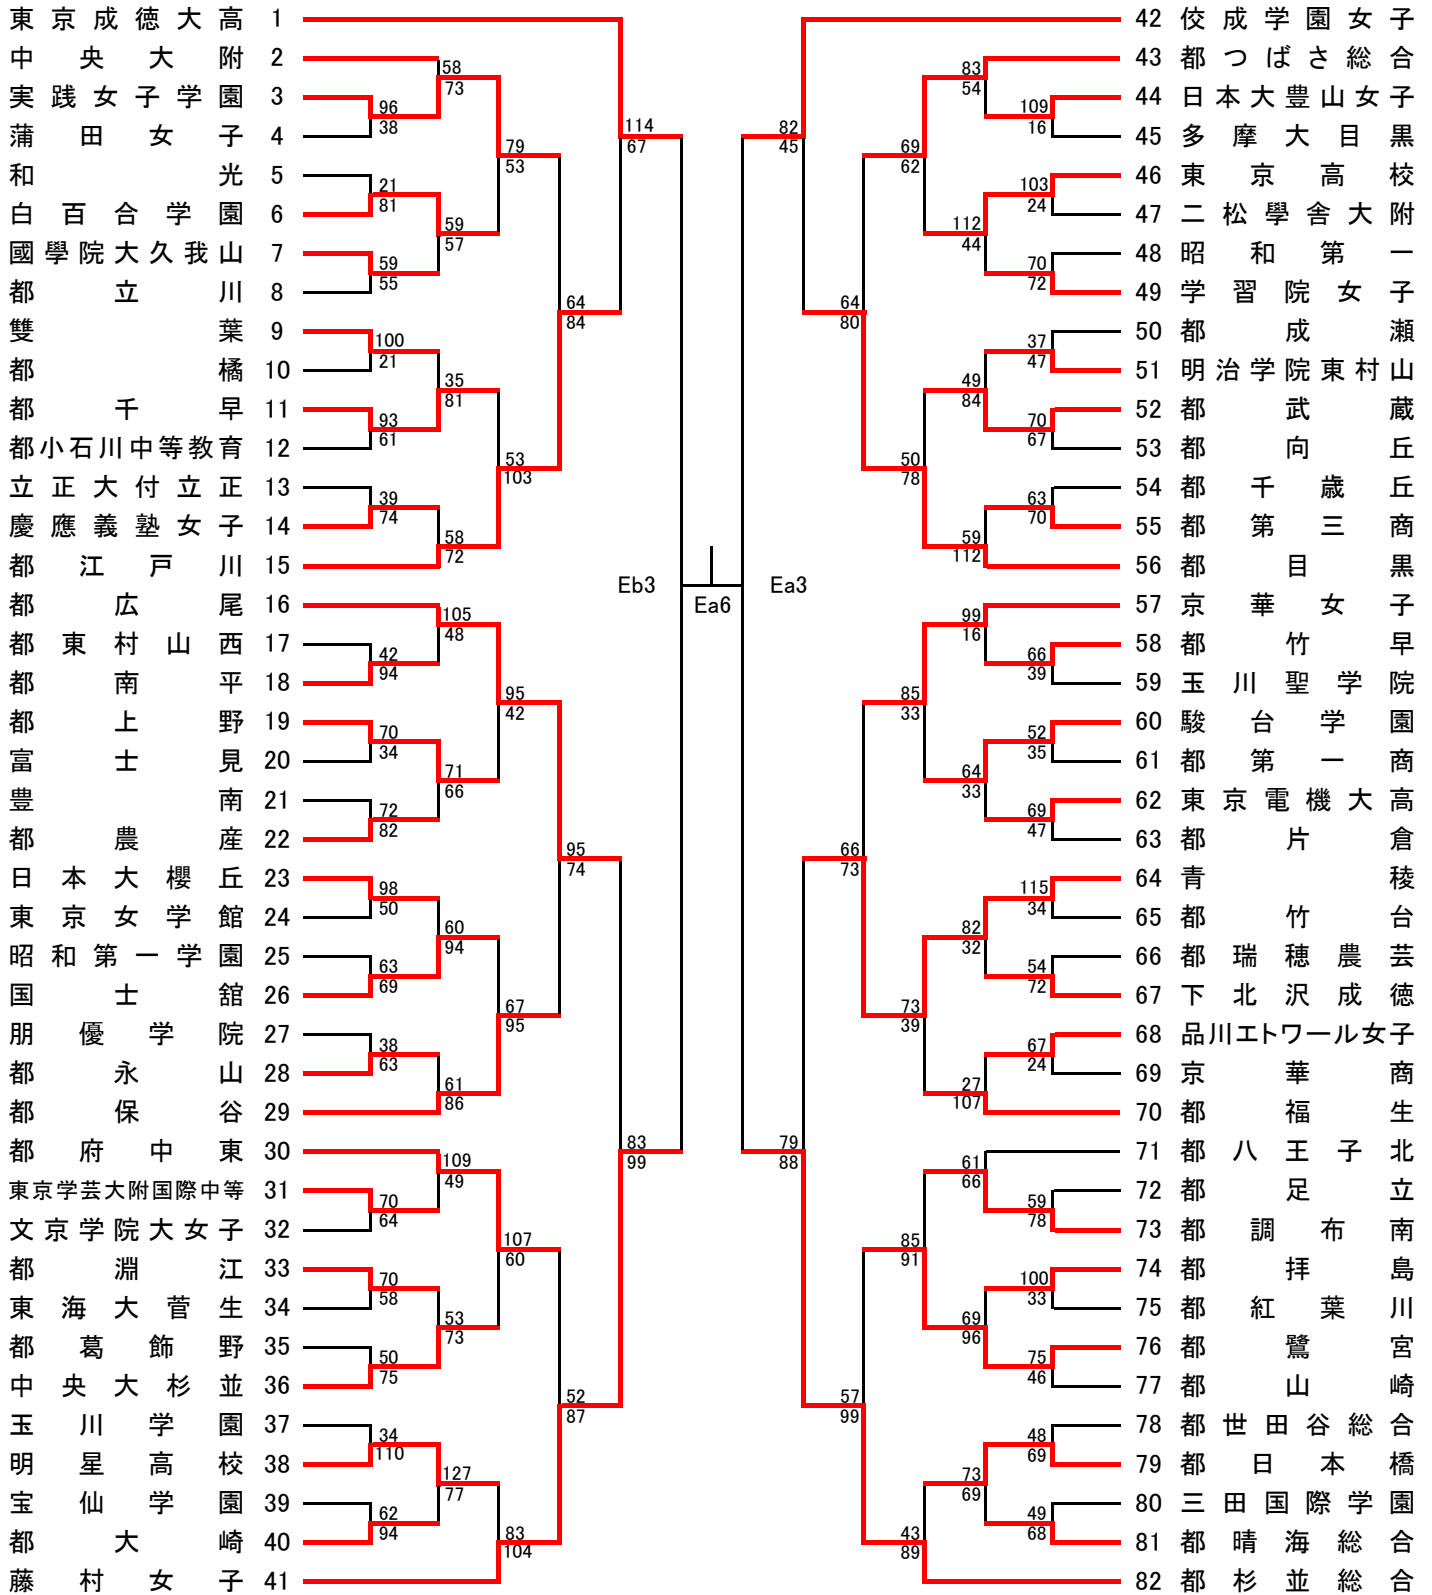 東京成徳大高 1
中央大附 2
実践女子学園 3
蒲田女子 4
和光 5
白百合学園 6
國學院大久我山 7
都立川 8
雙葉 9
都橘 10
都千早 11
都小石川中等教育 12
立正大付立正 13
慶應義塾女子 14
都江戸川 15
都広尾 16
都東村山西 17
都南平 18
都上野 19
富士見 20
豊南 21
都農産 22
日本大櫻丘 23
東京女学館 24
昭和第一学園 25
国士舘 26
朋優学院 27
都永山 28
都保谷 29
都府中東 30
東京学芸大附国際中等 31
文京学院大女子 32
都淵江 33
東海大菅生 34
都葛飾野 35
中央大杉並 36
玉川学園 37
明星高校 38
宝仙学園 39
都大崎 40
藤村女子 41
96
38
21
81
59
55
100
21
93
61
39
74
42
94
70
34
72
82
98
50
63
69
38
63
70
64
70
58
50
75
34
110
62
94
58
73
59
57
35
81
58
72
105
48
71
66
60
94
61
86
109
49
53
73
127
77
79
53
53
103
95
42
67
95
107
60
83
104
64
84
95
74
52
87
114
67
83
99
Eb3
Ea6
Ea3
82
45
79
88
64
80
66
73
57
99
69
62
50
78
85
33
73
39
85
91
43
89
83
54
112
44
49
84
59
112
99
16
64
33
82
32
27
107
61
66
69
96
73
69
109
16
103
24
70
72
37
47
70
67
63
70
66
39
52
35
69
47
115
34
54
72
67
24
59
78
100
33
75
46
48
69
49
68
42 佼成学園女子
43 都つばさ総合
44 日本大豊山女子
45 多摩大目黒
46 東京高校
47 二松學舎大附
48 昭和第一
49 学習院女子
50 都成瀬
51 明治学院東村山
52 都武蔵
53 都向丘
54 都千歳丘
55 都第三商
56 都目黒
57 京華女子
58 都竹早
59 玉川聖学院
60 駿台学園
61 都第一商
62 東京電機大高
63 都片倉
64 青稜
65 都竹台
66 都瑞穂農芸
67 下北沢成徳
68 品川エトワール女子
69 京華商
70 都福生
71 都八王子北
72 都足立
73 都調布南
74 都拝島
75 都紅葉川
76 都鷺宮
77 都山崎
78 都世田谷総合
79 都日本橋
80 三田国際学園
81 都晴海総合
82 都杉並総合